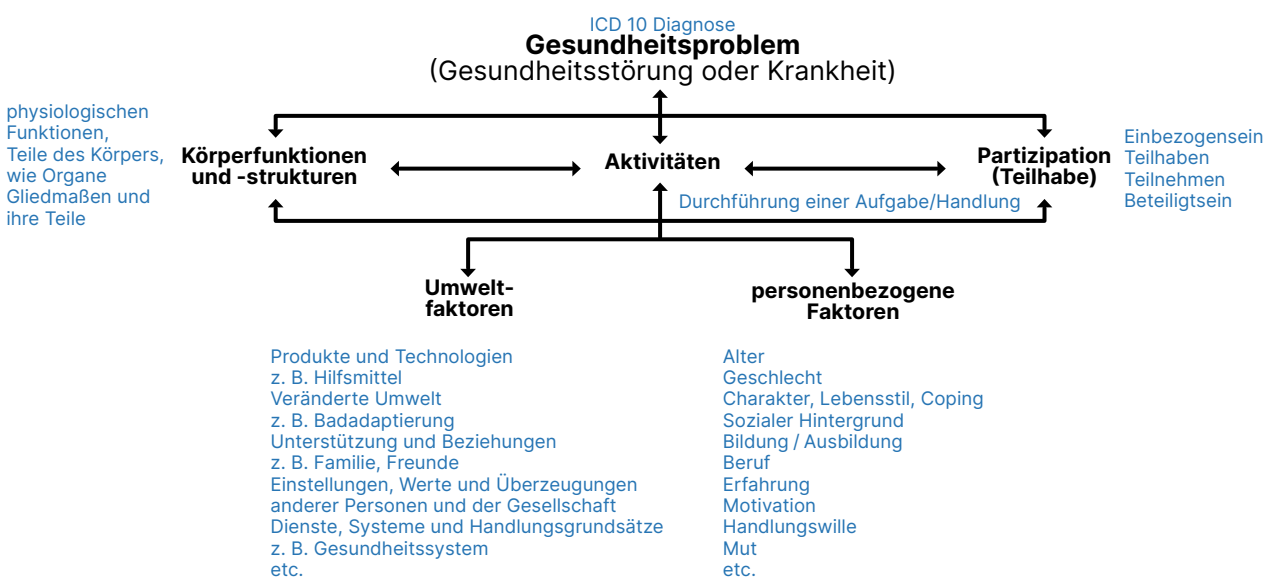 ICD 10 Diagnose
Gesundheitsproblem
(Gesundheitsstörung oder Krankheit)
physiologischen
Funktionen,
Teile des Körpers,
wie Organe
Gliedmaßen und
ihre Teile
Körperfunktionen
und -strukturen
Aktivitäten
Durchführung einer Aufgabe/Handlung
Partizipation
(Teilhabe)
Einbezogensein
Teilhaben
Teilnehmen
Beteiligtsein
Umwelt-
faktoren
personenbezogene
Faktoren
Produkte und Technologien
z. B. Hilfsmittel
Veränderte Umwelt
z. B. Badadaptierung
Unterstützung und Beziehungen
z. B. Familie, Freunde
Einstellungen, Werte und Überzeugungen
anderer Personen und der Gesellschaft
Dienste, Systeme und Handlungsgrundsätze
z. B. Gesundheitssystem
etc.
Alter
Geschlecht
Charakter, Lebensstil, Coping
Sozialer Hintergrund
Bildung / Ausbildung
Beruf
Erfahrung
Motivation
Handlungswille
Mut
etc.